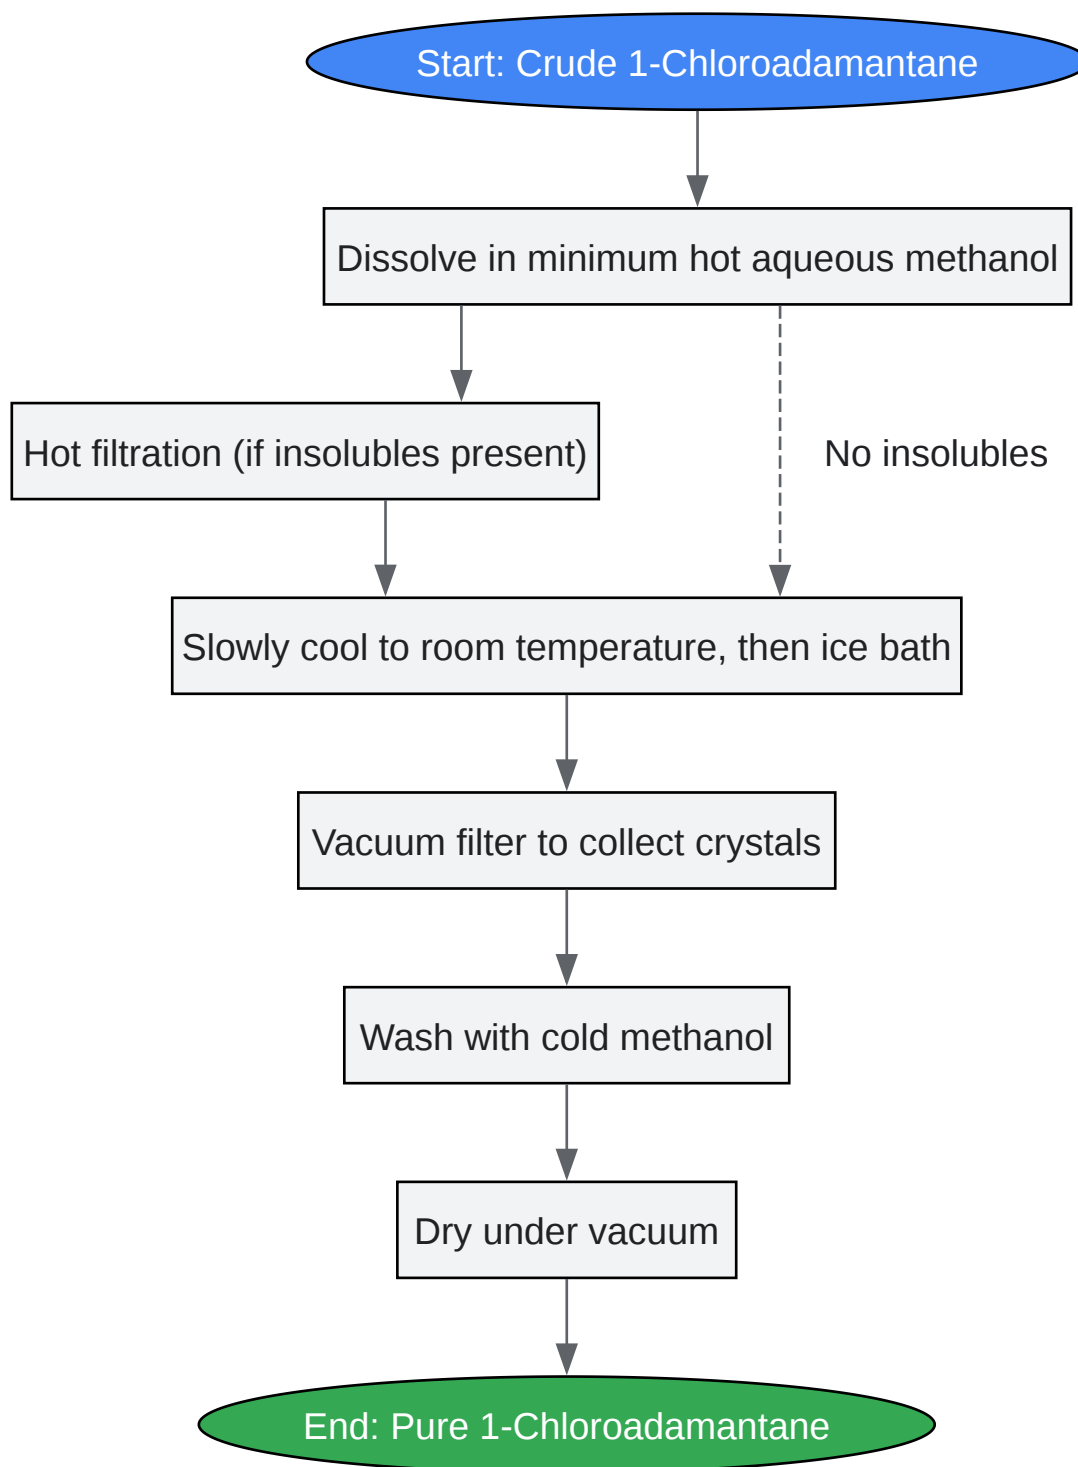 Start: Crude 1-Chloroadamantane
Dissolve in minimum hot aqueous methanol
Hot filtration (if insolubles present)
No insolubles
Slowly cool to room temperature, then ice bath
Vacuum filter to collect crystals
Wash with cold methanol
Dry under vacuum
End: Pure 1-Chloroadamantane